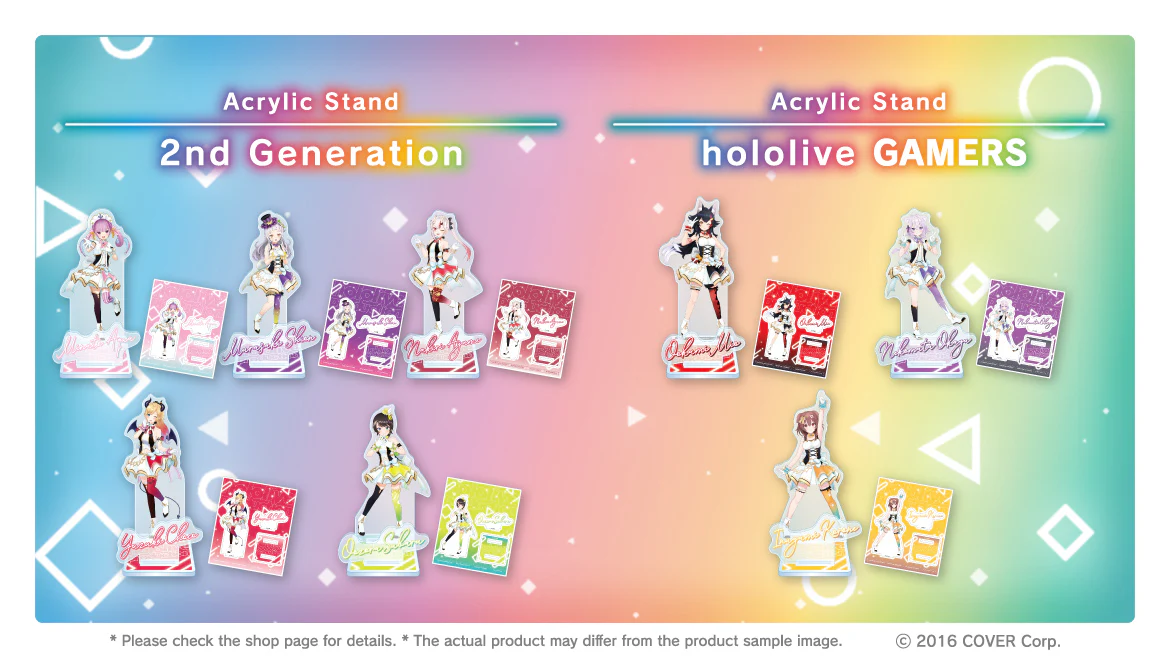 Acrylic Stand
2nd Generation
Acrylic Stand
hololive GAMERS
Minato Aqua
Murasaki Shion
Nakiri Ayame
Ookami Mio
Nekomata Okayu
Yuzuki Choco
Oozora Subaru
Inugami Korone
* Please check the shop page for details. * The actual product may differ from the product sample image.
© 2016 COVER Corp.